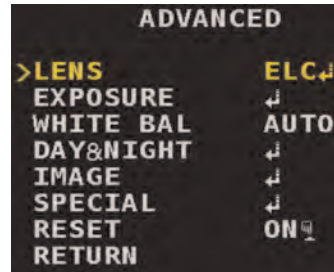 ADVANCED
>LENS ELC↲
EXPOSURE ↲
WHITE BAL AUTO
DAY&NIGHT ↲
IMAGE ↲
SPECIAL ↲
RESET ON☟
RETURN